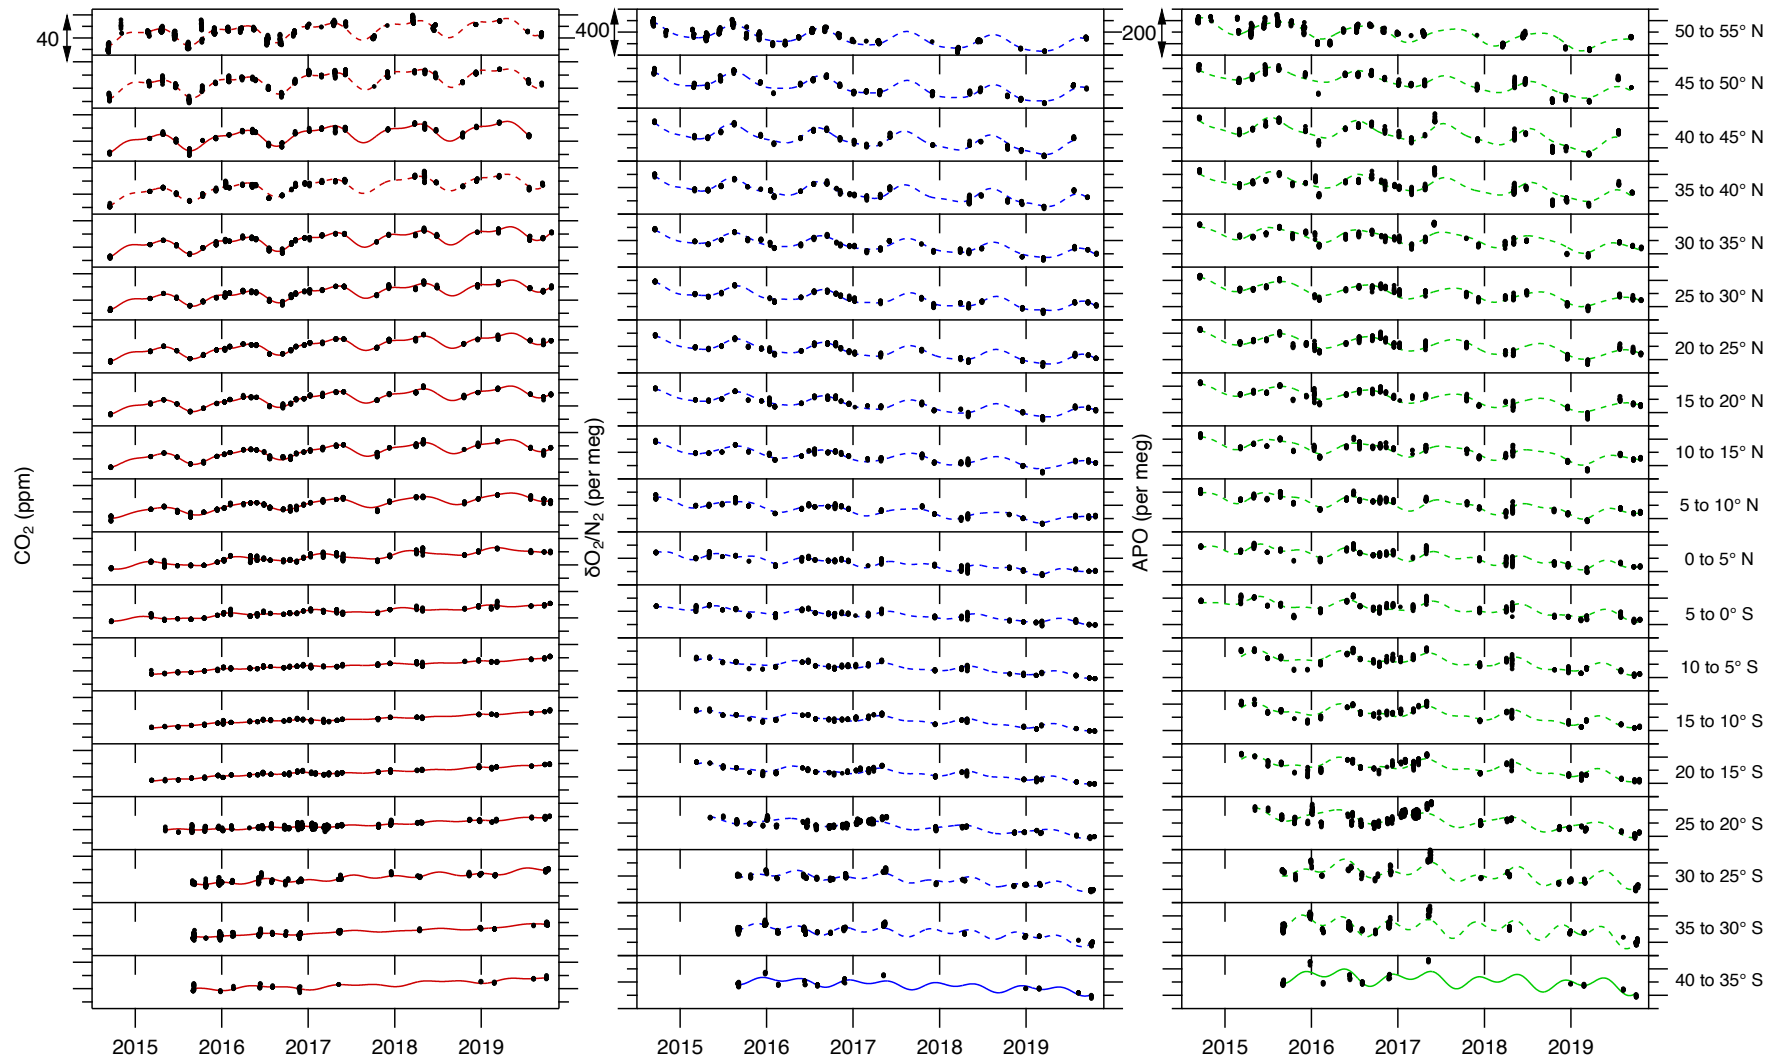 40
400
200
50 to 55° N
45 to 50° N
40 to 45° N
35 to 40° N
30 to 35° N
25 to 30° N
20 to 25° N
15 to 20° N
10 to 15° N
5 to 10° N
0 to 5° N
5 to 0° S
10 to 5° S
15 to 10° S
20 to 15° S
25 to 20° S
30 to 25° S
35 to 30° S
40 to 35° S
CO₂ (ppm)
δO₂/N₂ (per meg)
APO (per meg)
2015 2016 2017 2018 2019
2015 2016 2017 2018 2019
2015 2016 2017 2018 2019